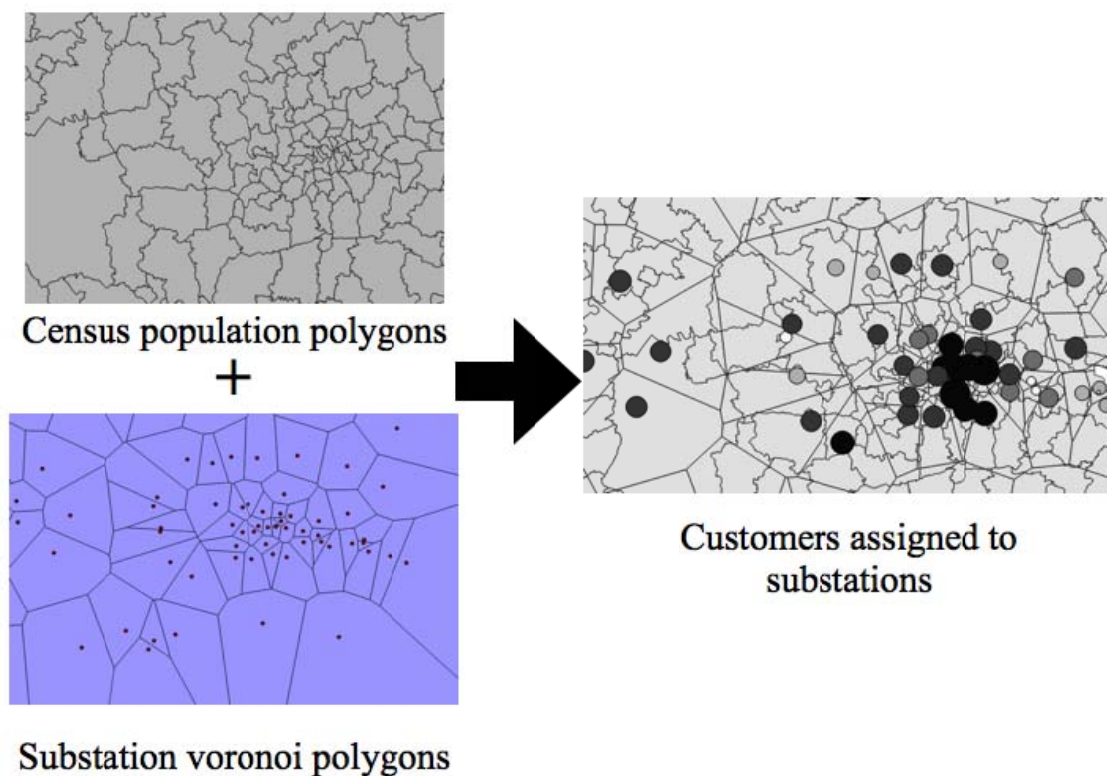 Census population polygons
+
Substation voronoi polygons
Customers assigned to
substations